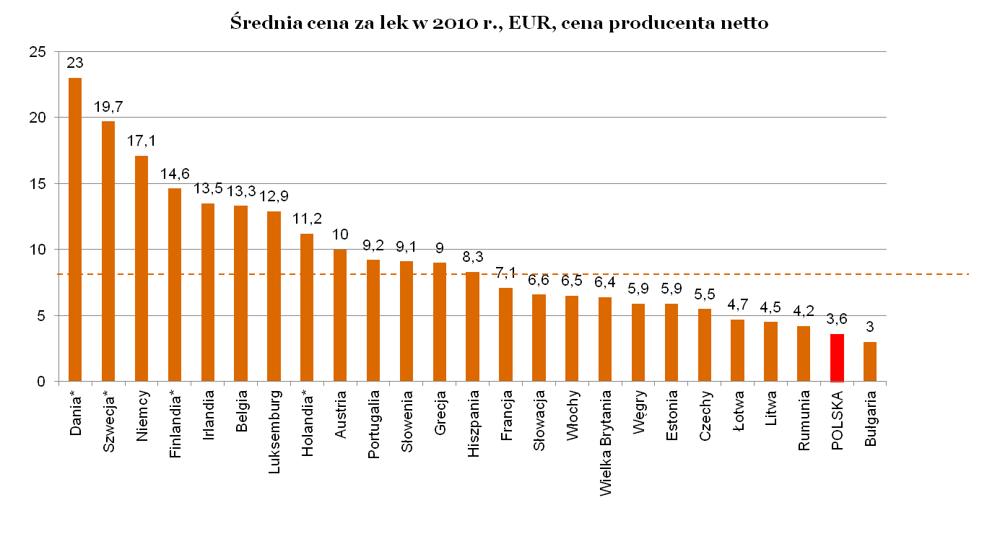 Średnia cena za lek w 2010 r., EUR, cena producenta netto
25
20
15
10
5
0
23
19,7
17,1
14,6
13,5
13,3
12,9
11,2
10
9,2
9,1
9
8,3
7,1
6,6
6,5
6,4
5,9
5,9
5,5
4,7
4,5
4,2
3,6
3
Dania*
Szwecja*
Niemcy
Finlandia*
Irlandia
Belgia
Luksemburg
Holandia*
Austria
Portugalia
Słowenia
Grecja
Hiszpania
Francja
Słowacja
Włochy
Wielka Brytania
Węgry
Estonia
Czechy
Łotwa
Litwa
Rumunia
POLSKA
Bułgaria